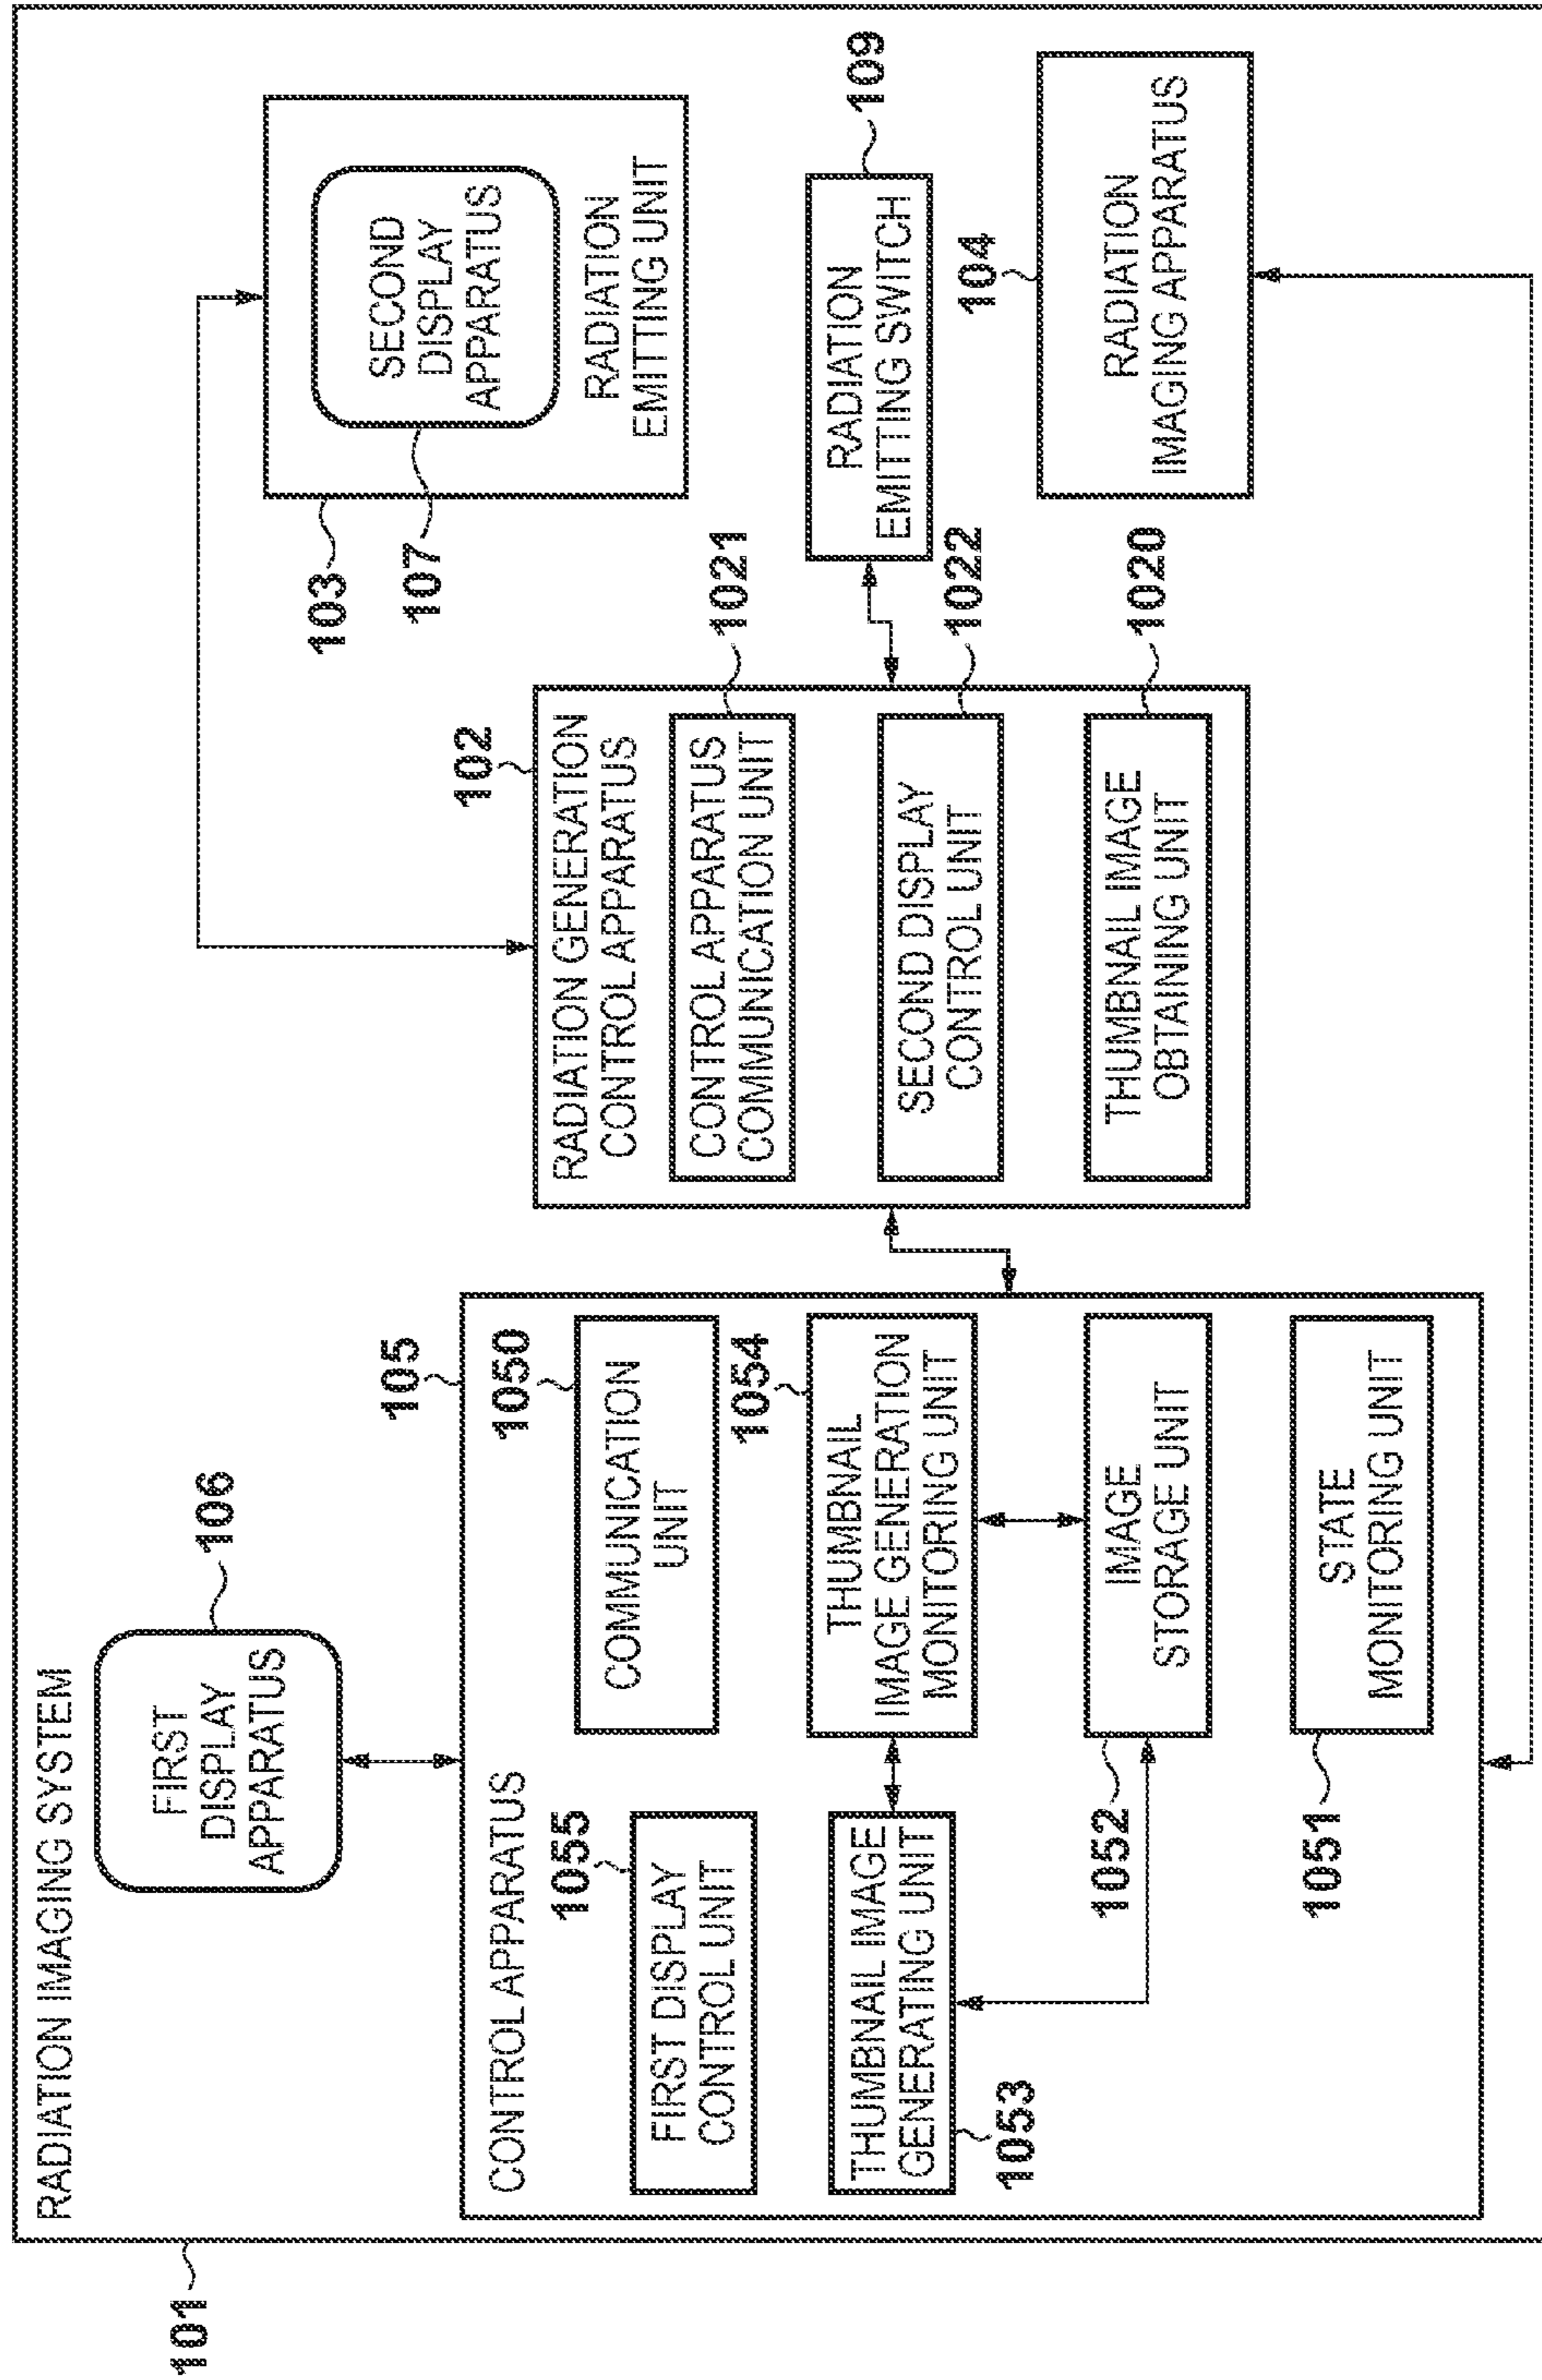 101
RADIATION IMAGING SYSTEM
FIRST
DISPLAY
APPARATUS
106
CONTROL APPARATUS
105
1055
FIRST DISPLAY
CONTROL UNIT
1050
COMMUNICATION
UNIT
THUMBNAIL IMAGE
GENERATING UNIT
1053
1054
THUMBNAIL
IMAGE GENERATION
MONITORING UNIT
1052
IMAGE
STORAGE UNIT
1051
STATE
MONITORING UNIT
102
RADIATION GENERATION
CONTROL APPARATUS
CONTROL APPARATUS
COMMUNICATION UNIT
1021
SECOND DISPLAY
CONTROL UNIT
1022
THUMBNAIL IMAGE
OBTAINING UNIT
1020
103
107
SECOND
DISPLAY
APPARATUS
RADIATION
EMITTING UNIT
RADIATION
EMITTING SWITCH
109
104
RADIATION
IMAGING APPARATUS